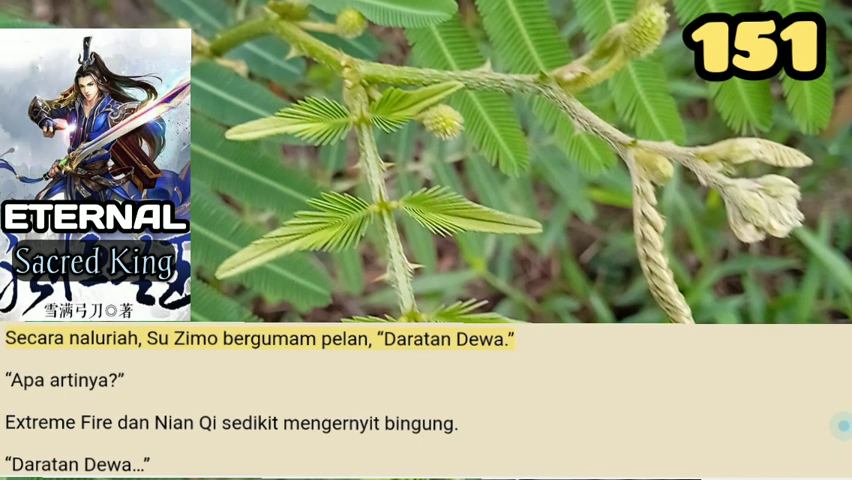 151
ETERNAL
Sacred King
雪满弓刀◎著
Secara naluriah, Su Zimo bergumam pelan, “Daratan Dewa.”
“Apa artinya?”
Extreme Fire dan Nian Qi sedikit mengernyit bingung.
“Daratan Dewa...”